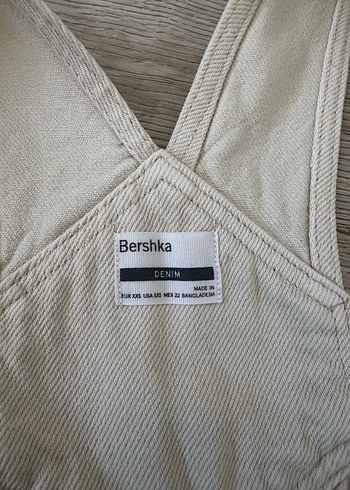 Bershka
DENIM
MADE IN
EUR XXS USA XXS MEX 22 BANGLADESH